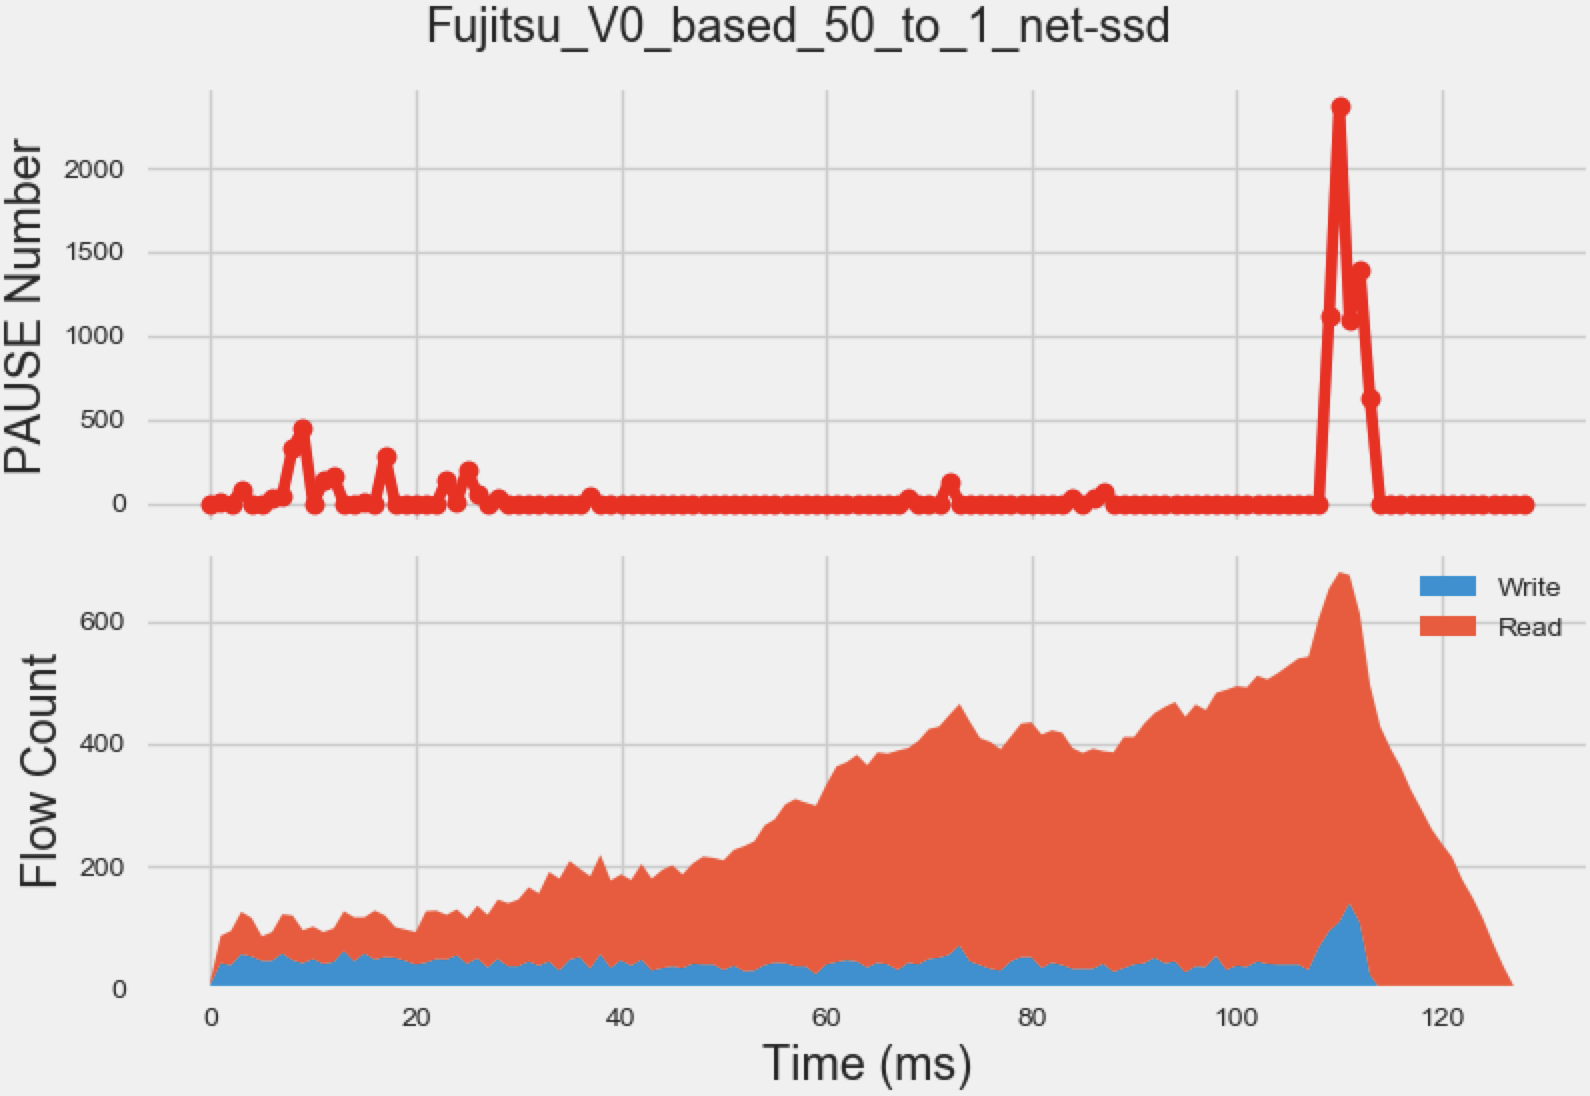 Fujitsu_V0_based_50_to_1_net-ssd
PAUSE Number
2000
1500
1000
500
0
Flow Count
600
400
200
0
Write
Read
0 20 40 60 80 100 120
Time (ms)